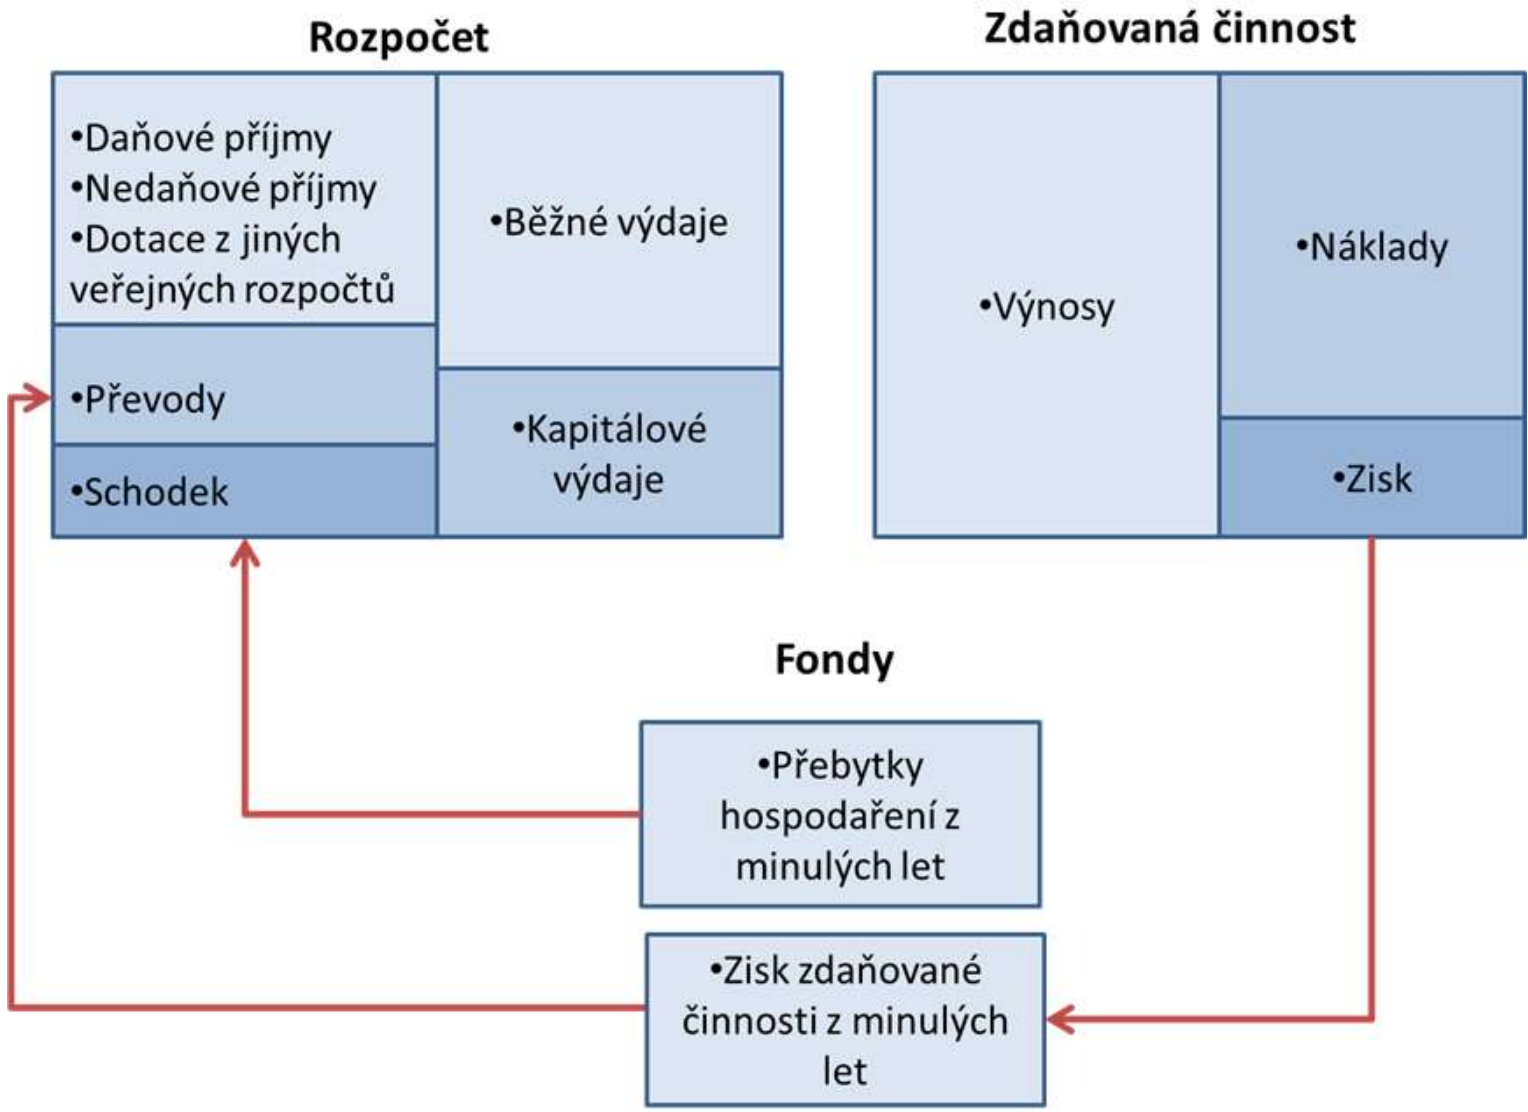 Rozpočet
•Daňové příjmy
•Nedaňové příjmy
•Dotace z jiných
veřejných rozpočtů
•Převody
•Schodek
•Běžné výdaje
•Kapitálové
výdaje
Zdaňovaná činnost
•Výnosy
•Náklady
•Zisk
Fondy
•Přebytky
hospodaření z
minulých let
•Zisk zdaňované
činnosti z minulých
let